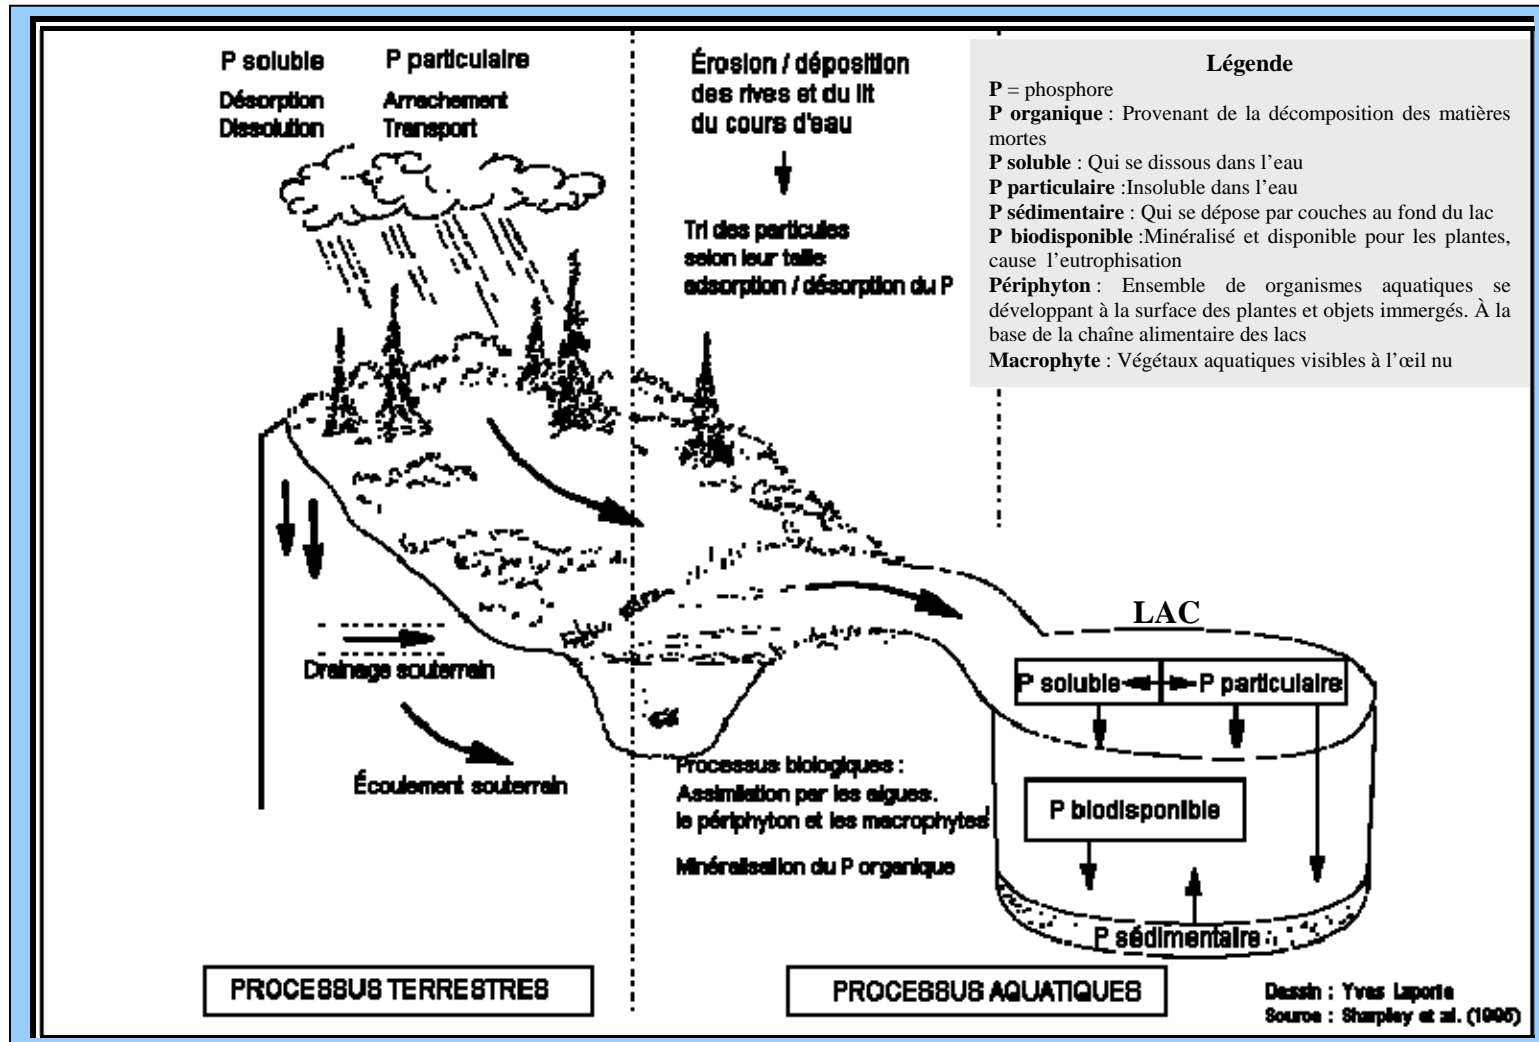 P soluble
Désorption
Dissolution
P particulaire
Arrachement
Transport
Érosion / déposition
des rives et du lit
du cours d'eau
Tri des particules
selon leur taille
adsorption / désorption du P
Légende
P = phosphore
P organique : Provenant de la décomposition des matières
mortes
P soluble : Qui se dissous dans l’eau
P particulaire :Insoluble dans l’eau
P sédimentaire : Qui se dépose par couches au fond du lac
P biodisponible :Minéralisé et disponible pour les plantes,
cause l’eutrophisation
Périphyton : Ensemble de organismes aquatiques se
développant à la surface des plantes et objets immergés. À la
base de la chaîne alimentaire des lacs
Macrophyte : Végétaux aquatiques visibles à l’œil nu
Drainage souterrain
Écoulement souterrain
Processus biologiques :
Assimilation par les algues,
le périphyton et les macrophytes
Minéralisation du P organique
LAC
P soluble
P particulaire
P biodisponible
P sédimentaire
PROCESSUS TERRESTRES
PROCESSUS AQUATIQUES
Dessin : Yves Laporte
Source : Sharpley et al. (1995)